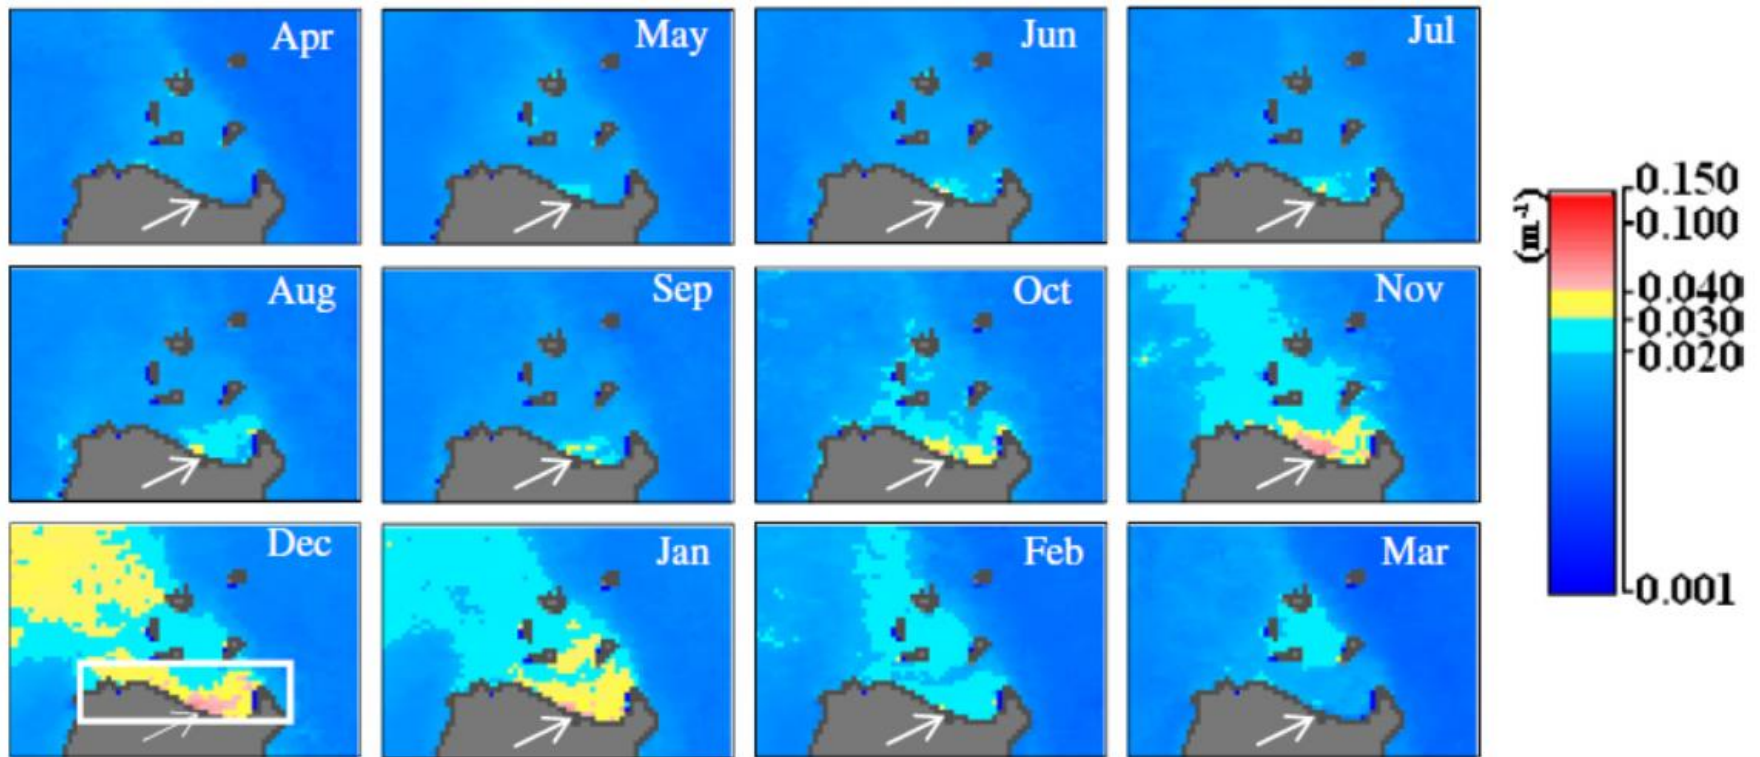 Apr
May
Jun
Jul
Aug
Sep
Oct
Nov
Dec
Jan
Feb
Mar
(m⁻¹)
0.150
0.100
0.040
0.030
0.020
0.001